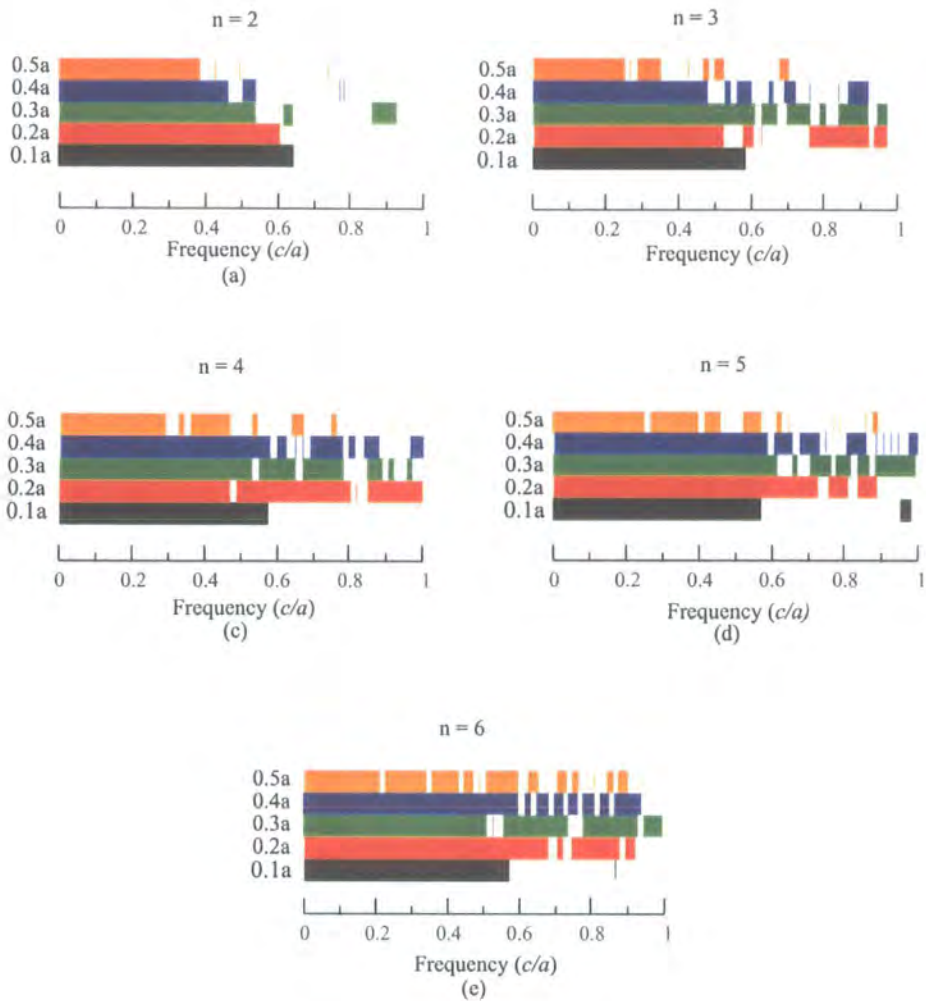 n = 2
0.5a
0.4a
0.3a
0.2a
0.1a
0 0.2 0.4 0.6 0.8 1
Frequency (c/a)
(a)
n = 3
0.5a
0.4a
0.3a
0.2a
0.1a
0 0.2 0.4 0.6 0.8 1
Frequency (c/a)
n = 4
0.5a
0.4a
0.3a
0.2a
0.1a
0 0.2 0.4 0.6 0.8 1
Frequency (c/a)
(c)
n = 5
0.5a
0.4a
0.3a
0.2a
0.1a
0 0.2 0.4 0.6 0.8 1
Frequency (c/a)
(d)
n = 6
0.5a
0.4a
0.3a
0.2a
0.1a
0 0.2 0.4 0.6 0.8 1
Frequency (c/a)
(e)